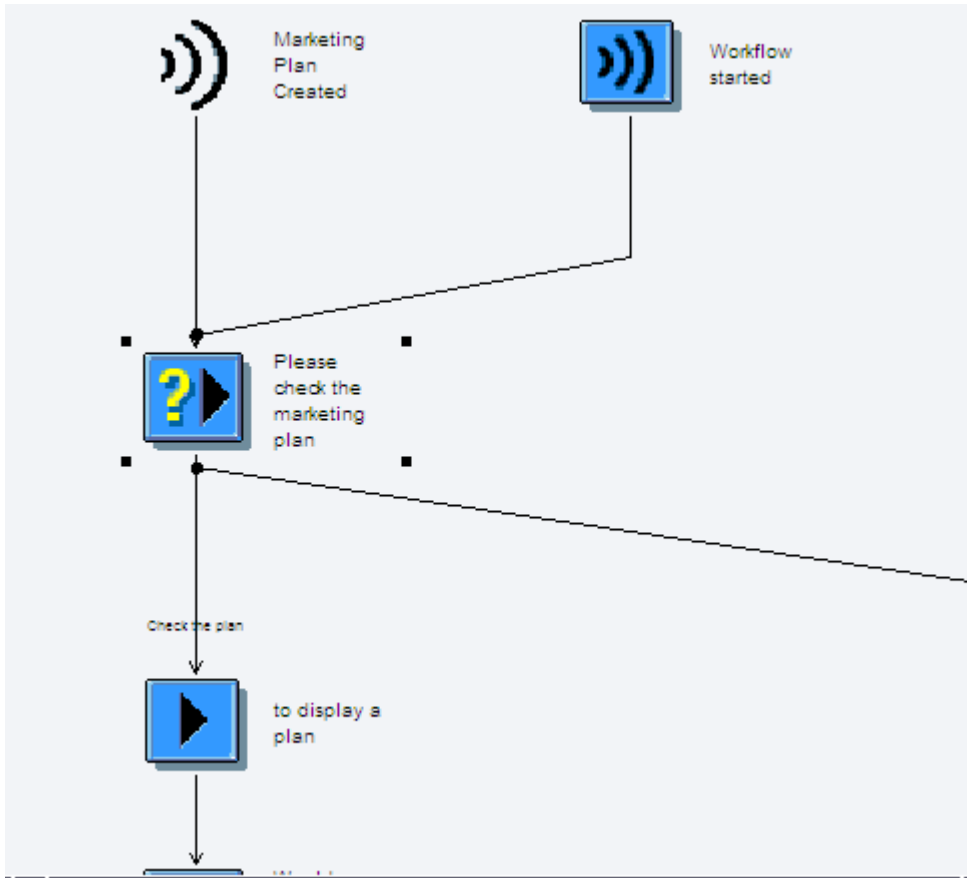 Marketing
Plan
Created
Workflow
started
Please
check the
marketing
plan
Check the plan
to display a
plan